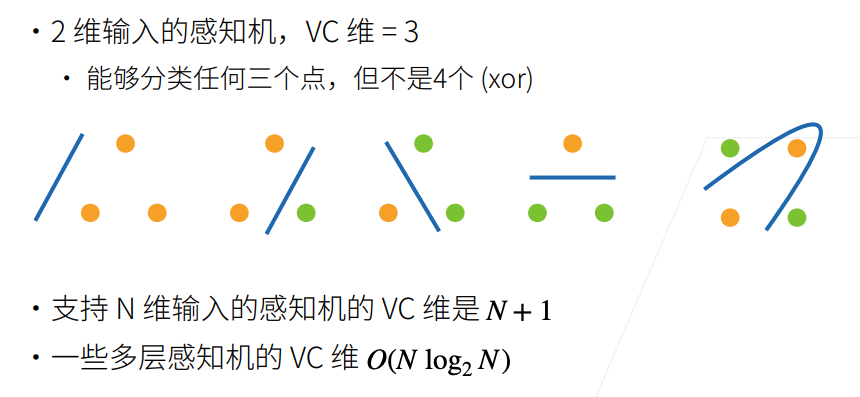 • 2 维输入的感知机，VC 维 = 3
• 能够分类任何三个点，但不是4个 (xor)
• 支持 N 维输入的感知机的 VC 维是 N + 1
• 一些多层感知机的 VC 维 O(N log₂ N)